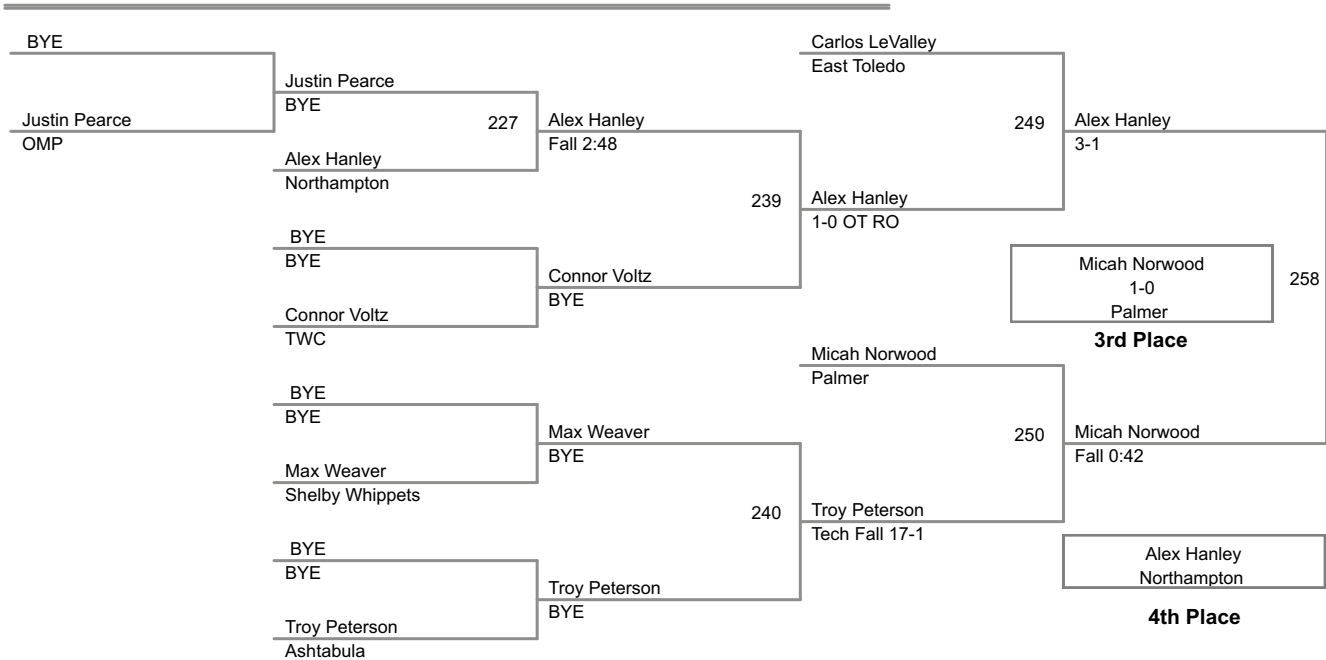 BYE
Justin Pearce
OMP
Justin Pearce
BYE
227
Alex Hanley
Northampton
BYE
BYE
Connor Voltz
TWC
BYE
BYE
Max Weaver
Shelby Whippets
BYE
BYE
Troy Peterson
Ashtabula
Alex Hanley
Fall 2:48
239
Connor Voltz
BYE
Max Weaver
BYE
240
Troy Peterson
BYE
Carlos LeValley
East Toledo
249
Alex Hanley
1-0 OT RO
Micah Norwood
Palmer
250
Troy Peterson
Tech Fall 17-1
Alex Hanley
3-1
Micah Norwood
1-0
Palmer
258
3rd Place
Micah Norwood
Fall 0:42
Alex Hanley
Northampton
4th Place